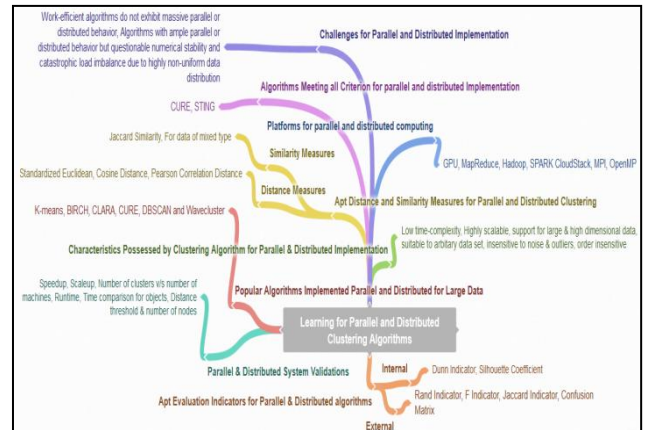 Work-efficient algorithms do not exhibit massive parallel or
distributed behavior, Algorithms with ample parallel or
distributed behavior but questionable numerical stability and
catastrophic load imbalance due to highly non-uniform data
distribution
Challenges for Parallel and Distributed Implementation
Algorithms Meeting all Criterion for parallel and distributed Implementation
CURE, STING
Platforms for parallel and distributed computing
Jaccard Similarity, For data of mixed type
Similarity Measures
GPU, MapReduce, Hadoop, SPARK CloudStack, MPI, OpenMP
Standardized Euclidean, Cosine Distance, Pearson Correlation Distance
Distance Measures
Apt Distance and Similarity Measures for Parallel and Distributed Clustering
K-means, BIRCH, CLARA, CURE, DBSCAN and Wavecluster
Low time-complexity, Highly scalable, support for large & high dimensional data,
suitable to arbitary data set, insensitive to noise & outliers, order insensitive
Characteristics Possessed by Clustering Algorithm for Parallel & Distributed Implementation
Speedup, Scaleup, Number of clusters v/s number of
machines, Runtime, Time comparison for objects, Distance
threshold & number of nodes
Popular Algorithms Implemented Parallel and Distributed for Large Data
Learning for Parallel and Distributed
Clustering Algorithms
Parallel & Distributed System Validations
Internal
Dunn Indicator, Silhouette Coefficient
Apt Evaluation Indicators for Parallel & Distributed algorithms
Rand Indicator, F Indicator, Jaccard Indicator, Confusion
Matrix
External